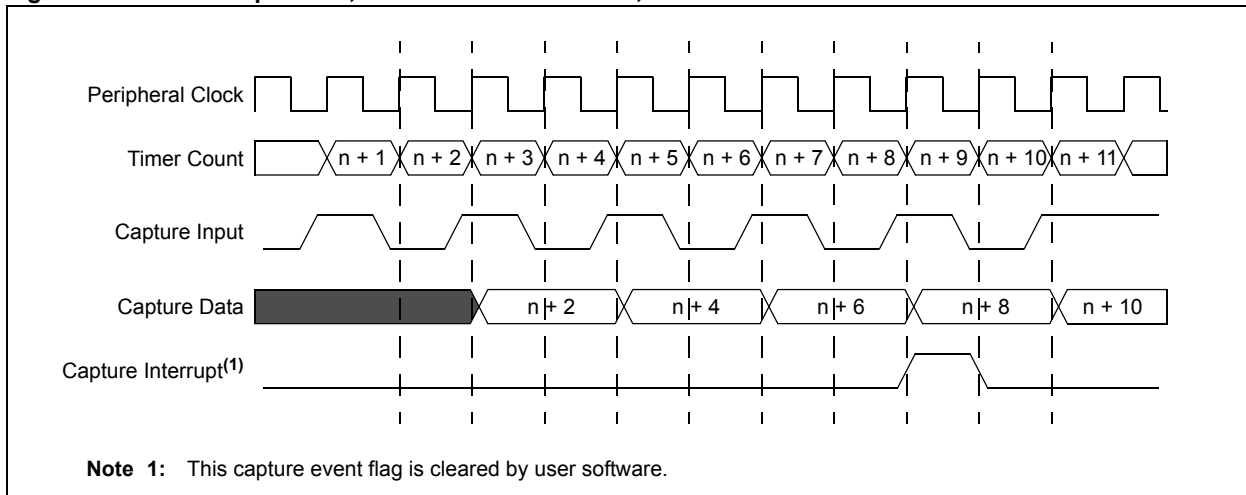 Peripheral Clock
Timer Count
n + 1 n + 2 n + 3 n + 4 n + 5 n + 6 n + 7 n + 8 n + 9 n + 10 n + 11
Capture Input
Capture Data
n + 2 n + 4 n + 6 n + 8 n + 10
Capture Interrupt(1)
Note 1: This capture event flag is cleared by user software.